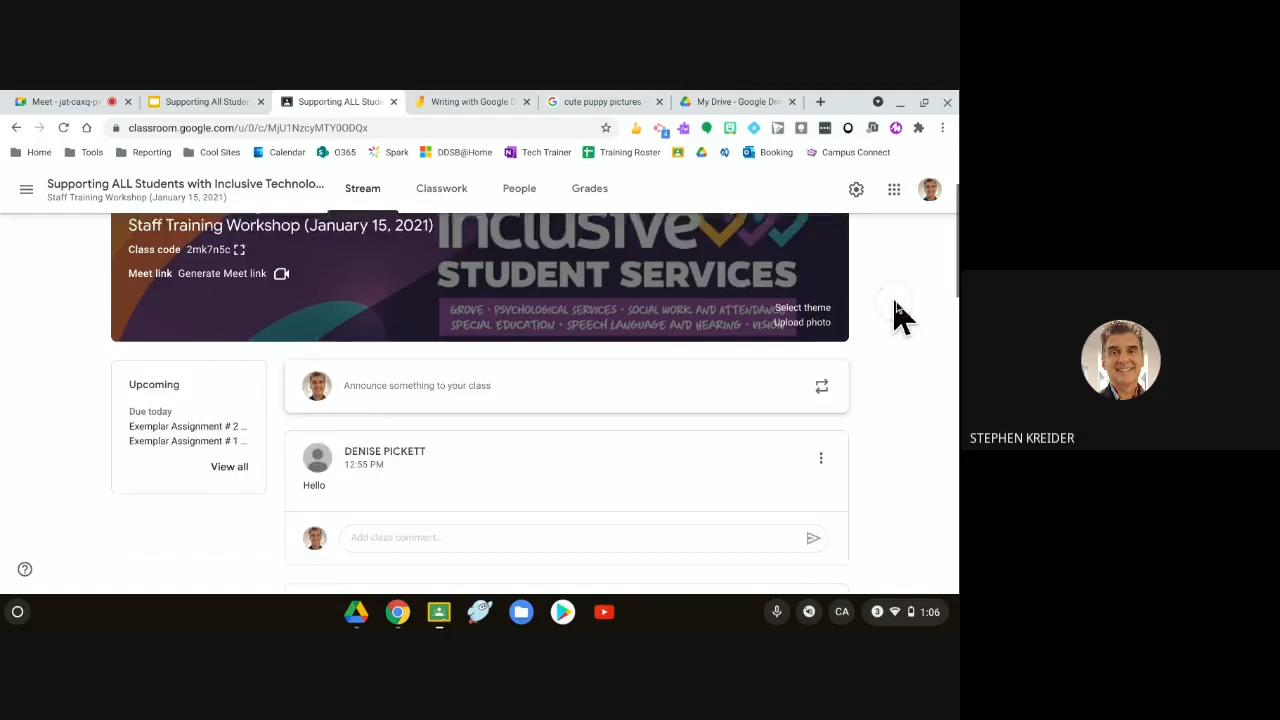 Meet - jat-caxq-p
Supporting All Studen
Supporting ALL Stude
Writing with Google D
cute puppy pictures -
My Drive - Google Dri
classroom.google.com/u/0/c/MjU1NzcyMTY0ODQx
Home
Tools
Reporting
Cool Sites
Calendar
O365
Spark
DDSB@Home
Tech Trainer
Training Roster
Booking
Campus Connect
Supporting ALL Students with Inclusive Technolo...
Staff Training Workshop (January 15, 2021)
Stream
Classwork
People
Grades
Staff Training Workshop (January 15, 2021)
Class code 2mk7n5c
Meet link Generate Meet link
inclusive
STUDENT SERVICES
GROVE • PSYCHOLOGICAL SERVICES • SOCIAL WORK AND ATTENDANCE
SPECIAL EDUCATION • SPEECH LANGUAGE AND HEARING • VISION
Select theme
Upload photo
Upcoming
Due today
Exemplar Assignment # 2 ...
Exemplar Assignment # 1 ...
View all
Announce something to your class
DENISE PICKETT
12:55 PM
Hello
Add class comment...
CA
3
1:06
STEPHEN KREIDER